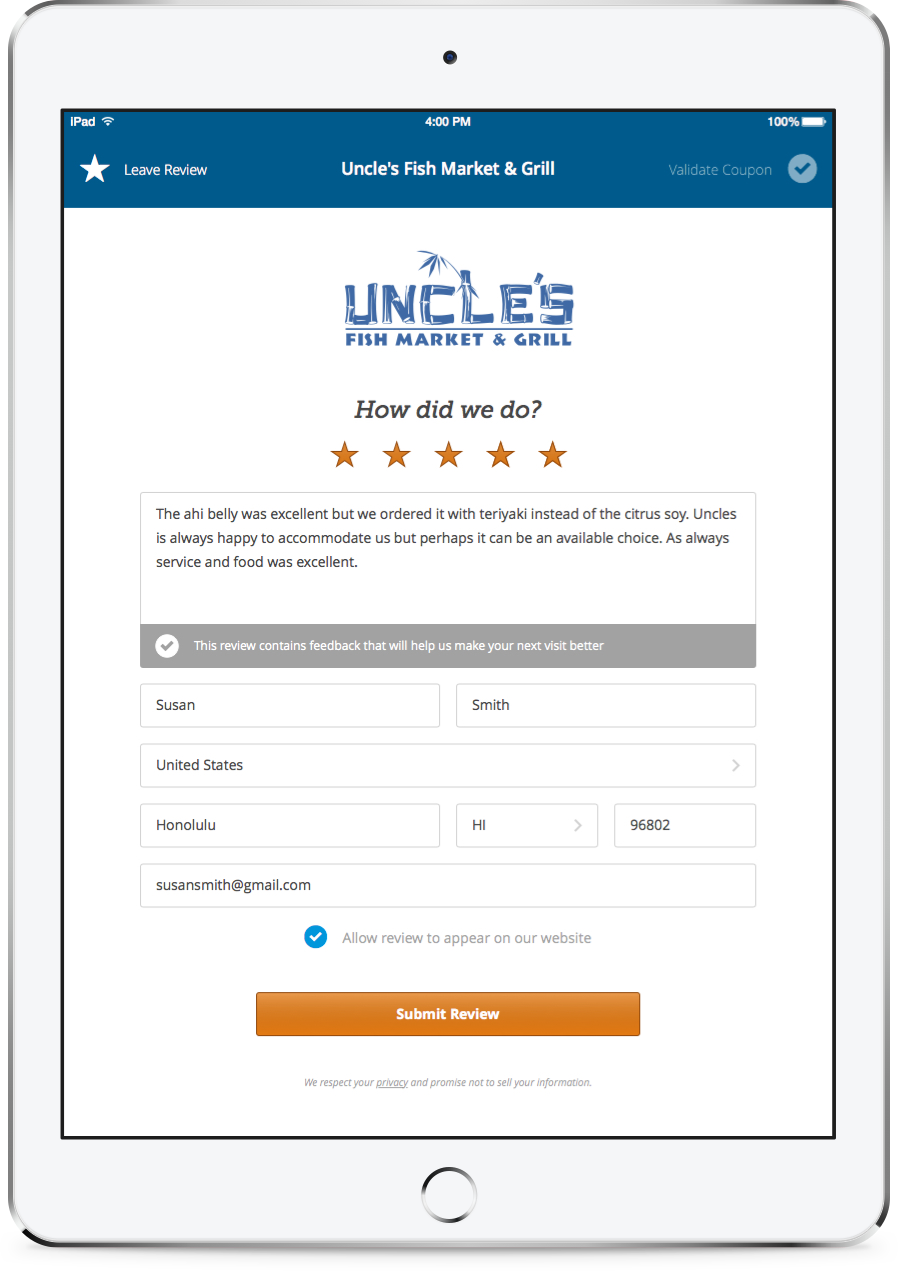 iPad 4:00 PM 100%
Leave Review Uncle's Fish Market & Grill Validate Coupon
UNCLE'S
FISH MARKET & GRILL
How did we do?
The ahi belly was excellent but we ordered it with teriyaki instead of the citrus soy. Uncles
is always happy to accommodate us but perhaps it can be an available choice. As always
service and food was excellent.
This review contains feedback that will help us make your next visit better
Susan Smith
United States
Honolulu HI 96802
susansmith@gmail.com
Allow review to appear on our website
Submit Review
We respect your privacy and promise not to sell your information.